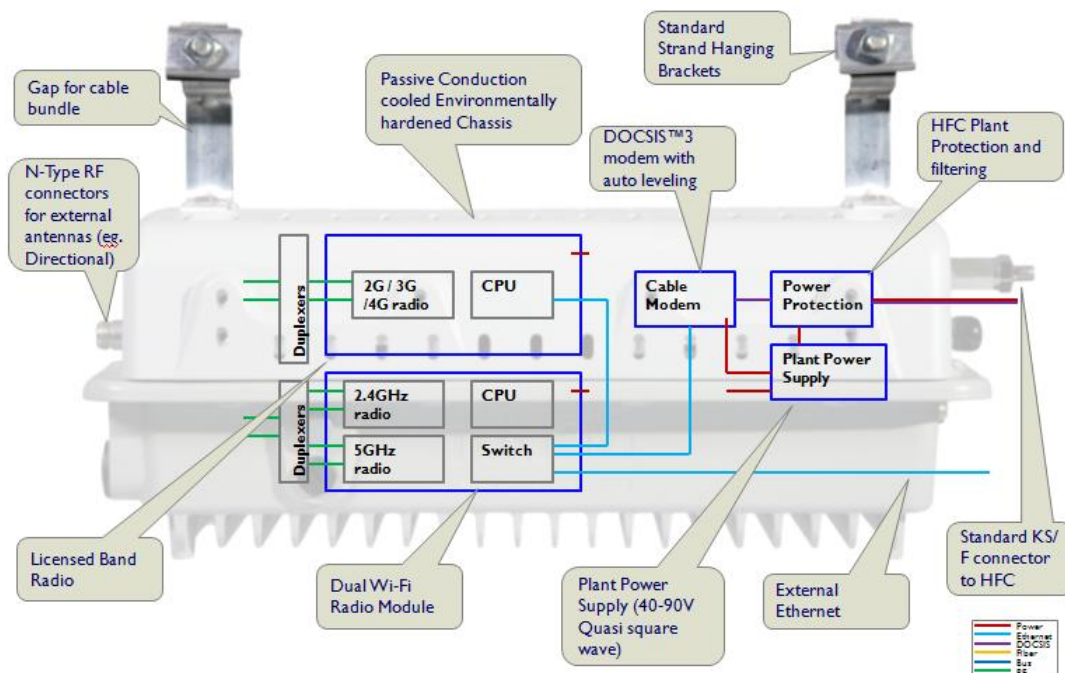 Standard
Strand Hanging
Brackets
Gap for cable
bundle
Passive Conduction
cooled Environmentally
hardened Chassis
DOCSIS™3
modem with
auto leveling
HFC Plant
Protection and
filtering
N-Type RF
connectors
for external
antennas (eg.
Directional)
Duplexers
2G / 3G
/4G radio
CPU
Cable
Modem
Power
Protection
Plant Power
Supply
Duplexers
2.4GHz
radio
CPU
5GHz
radio
Switch
Licensed Band
Radio
Dual Wi-Fi
Radio Module
Plant Power
Supply (40-90V
Quasi square
wave)
External
Ethernet
Standard KS/
F connector
to HFC
Power
Ethernet
DOCSIS
Fiber
Bus